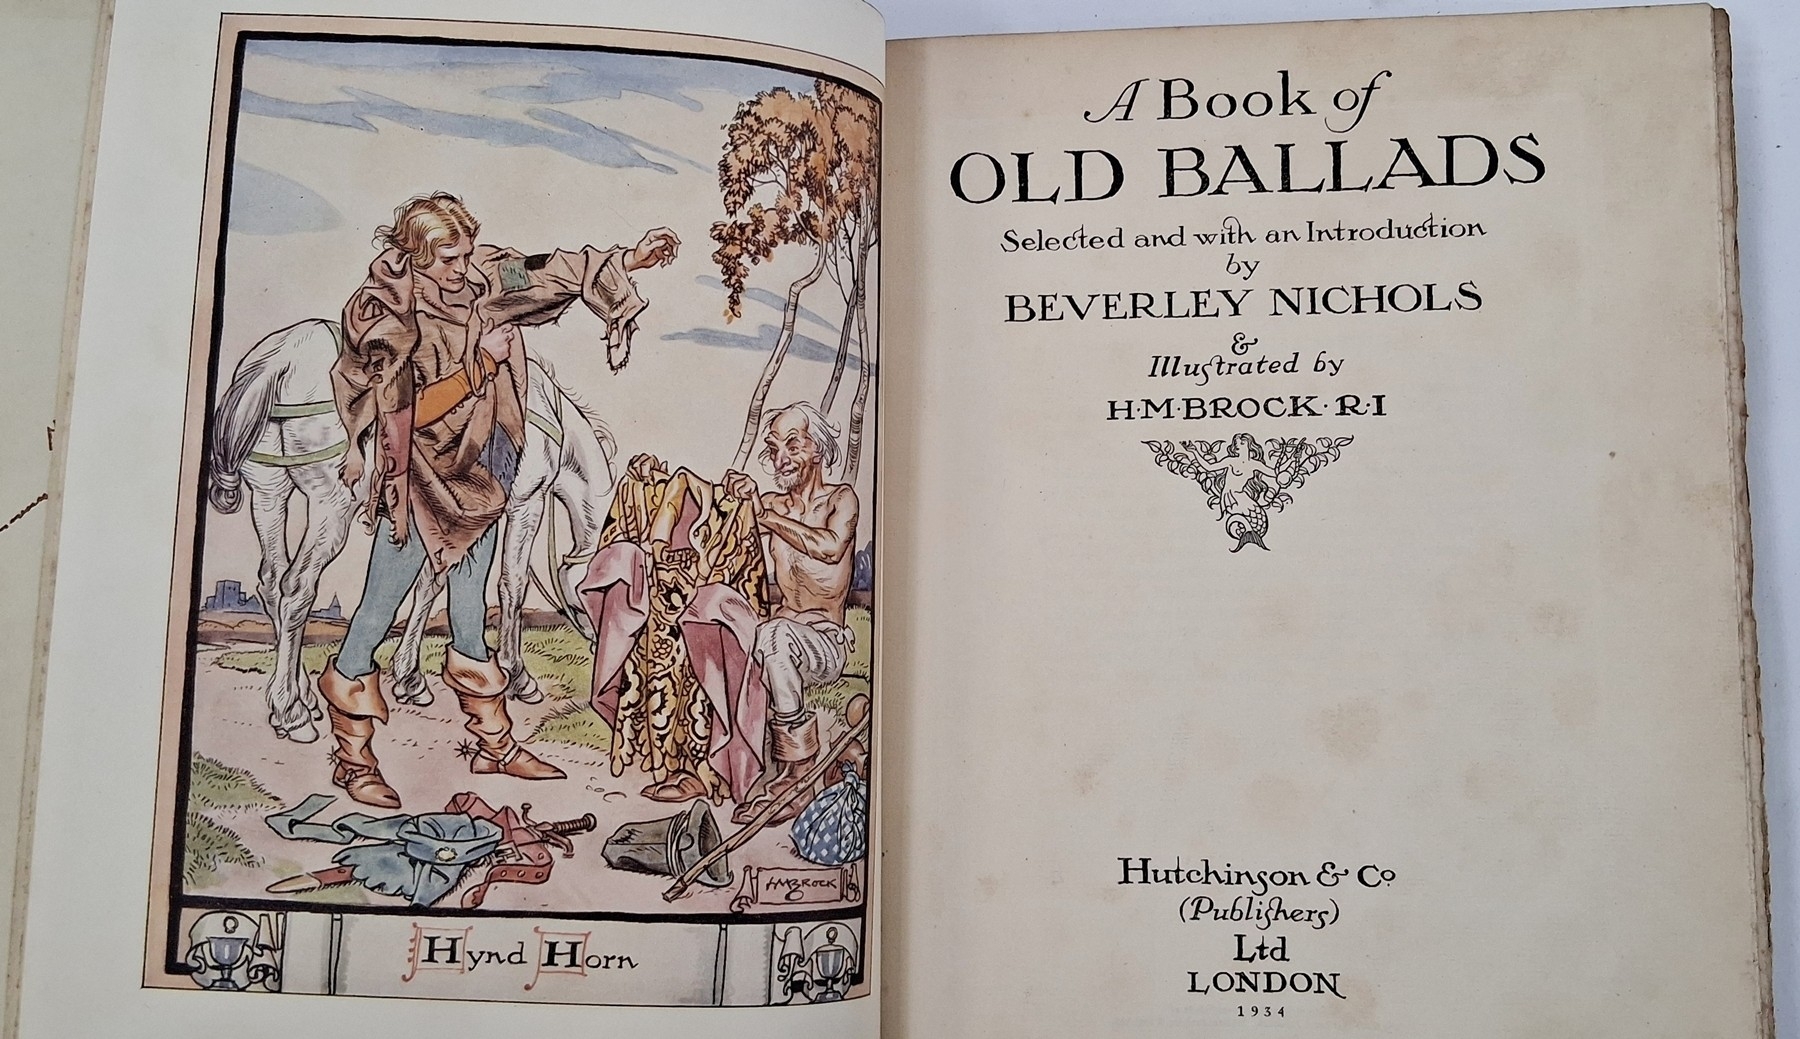 HMBROCK
Hynd Horn
A Book of
OLD BALLADS
Selected and with an Introduction
by
BEVERLEY NICHOLS
&
Illustrated by
H·M·BROCK·R·I
Hutchinson & Co
(Publishers)
Ltd
LONDON
1934